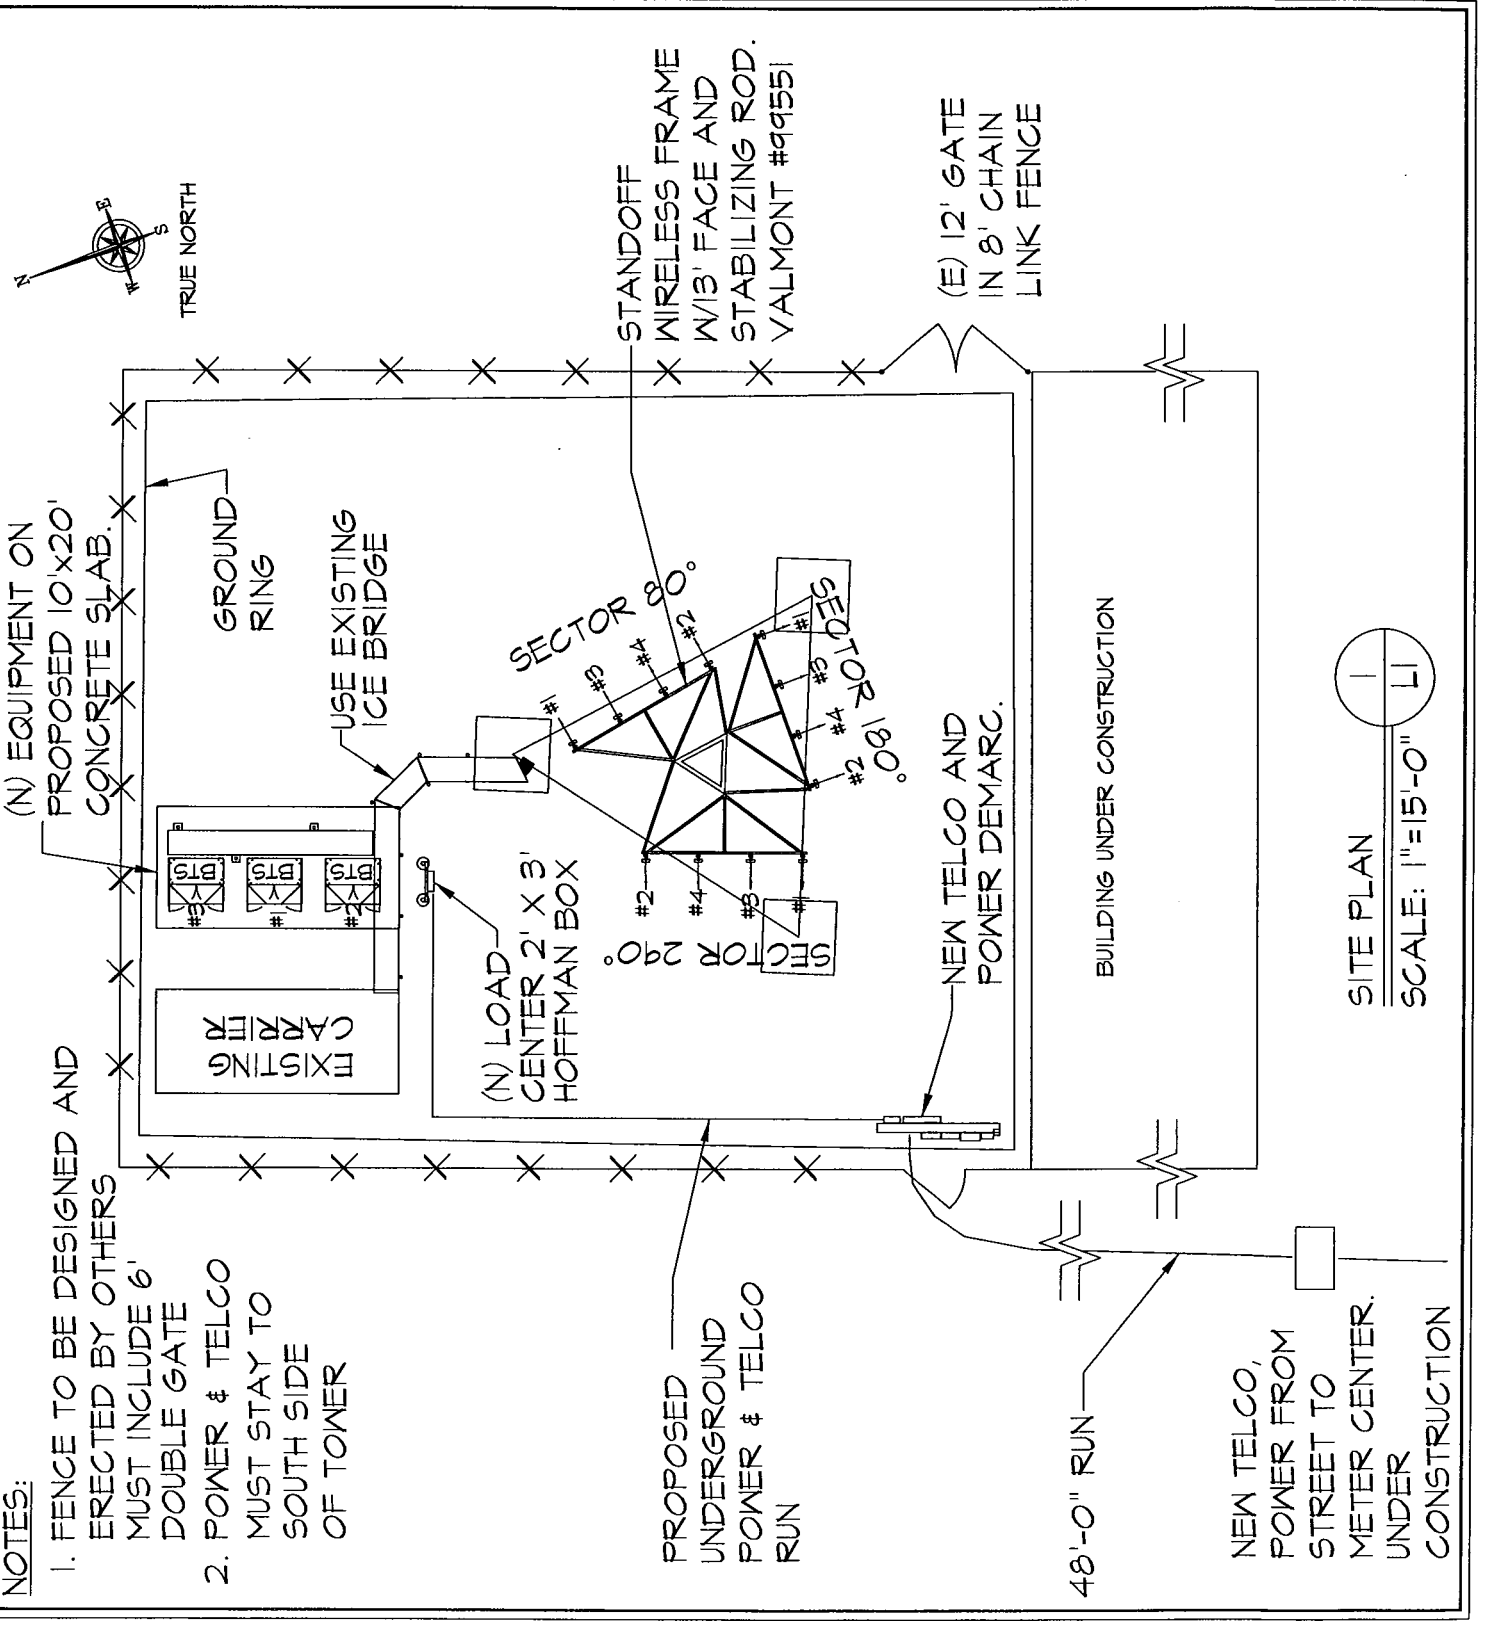 NOTES:
1. FENCE TO BE DESIGNED AND
ERECTED BY OTHERS
MUST INCLUDE 6'
DOUBLE GATE
2. POWER & TELCO
MUST STAY TO
SOUTH SIDE
OF TOWER
(N) EQUIPMENT ON
PROPOSED 10'x20'
CONCRETE SLAB.
N
E
S
W
TRUE NORTH
GROUND
RING
USE EXISTING
ICE BRIDGE
EXISTING
CARRIER
BTS
BTS
BTS
Y
Y
Y
#3
#1
#2
(N) LOAD
CENTER 2' X 3'
HOFFMAN BOX
SECTOR 80°
#1
#3
#4
#2
SECTOR 180°
#1
#3
#4
#2
SECTOR 290°
#2
#4
#3
#1
STANDOFF
WIRELESS FRAME
W/13' FACE AND
STABILIZING ROD.
VALMONT #99551
(E) 12' GATE
IN 8' CHAIN
LINK FENCE
PROPOSED
UNDERGROUND
POWER & TELCO
RUN
NEW TELCO AND
POWER DEMARC.
BUILDING UNDER CONSTRUCTION
48'-0" RUN
NEW TELCO,
POWER FROM
STREET TO
METER CENTER.
UNDER
CONSTRUCTION
SITE PLAN
SCALE: 1"=15'-0"
1
L1